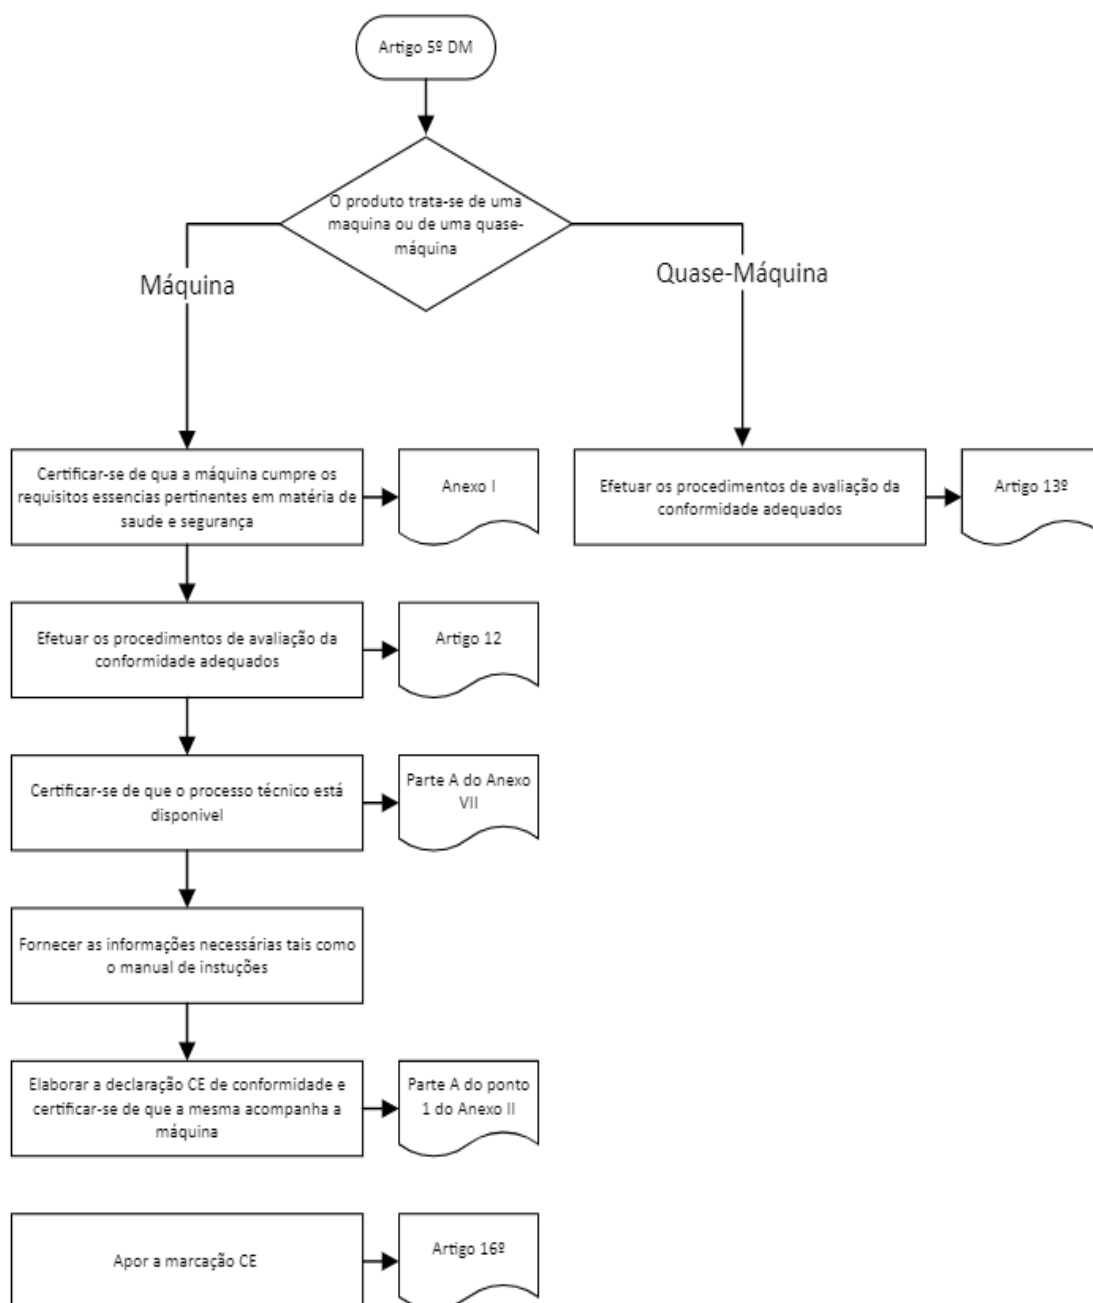 Artigo 5º DM
O produto trata-se de uma
maquina ou de uma quase-
máquina
Máquina
Quase-Máquina
Certificar-se de qua a máquina cumpre os
requisitos essencias pertinentes em matéria de
saude e segurança
Anexo I
Efetuar os procedimentos de avaliação da
conformidade adequados
Artigo 13º
Efetuar os procedimentos de avaliação da
conformidade adequados
Artigo 12
Certificar-se de que o processo técnico está
disponivel
Parte A do Anexo
VII
Fornecer as informações necessárias tais como
o manual de instuções
Elaborar a declaração CE de conformidade e
certificar-se de que a mesma acompanha a
máquina
Parte A do ponto
1 do Anexo II
Apor a marcação CE
Artigo 16º